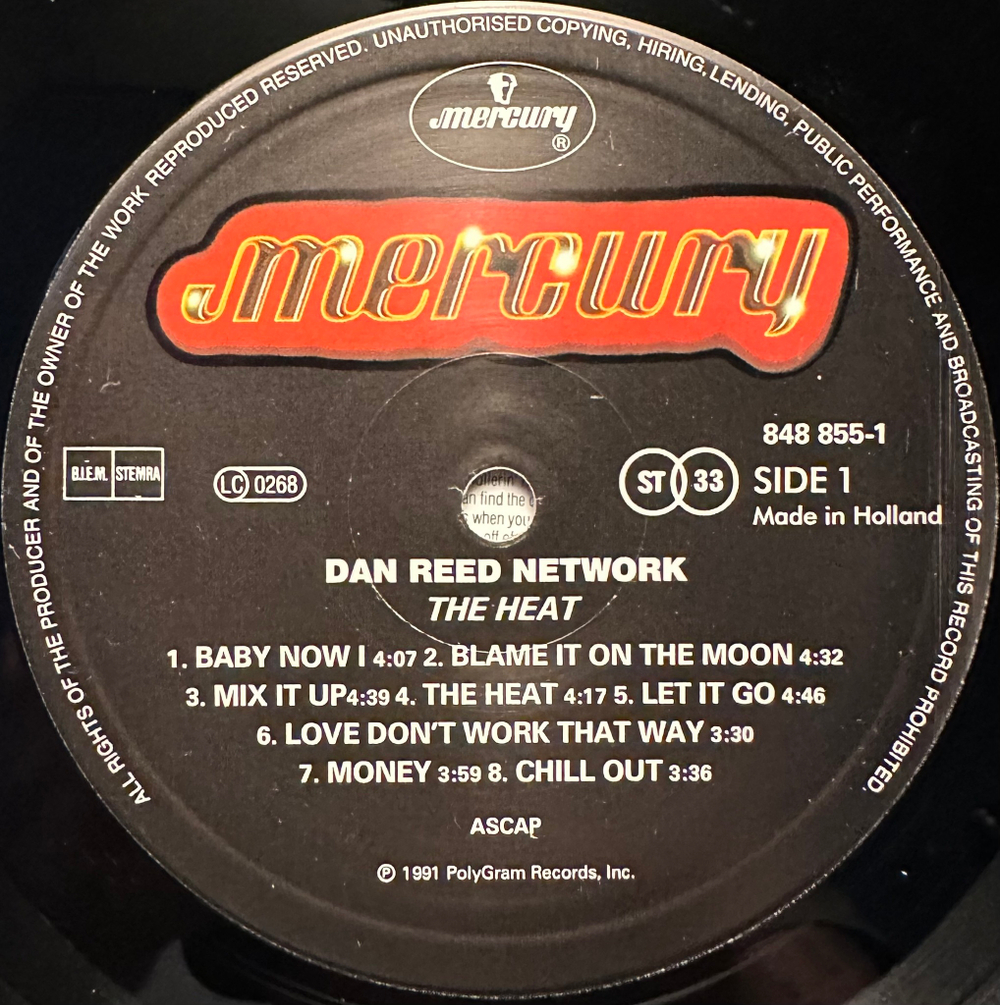 ALL RIGHTS OF THE PRODUCER AND OF THE OWNER OF THE WORK REPRODUCED RESERVED. UNAUTHORISED COPYING, HIRING, LENDING, PUBLIC PERFORMANCE AND BROADCASTING OF THIS RECORD PROHIBITED.
mercury
®
mercury
848 855-1
B.I.E.M. STEMRA
LC 0268
ST 33 SIDE 1
Made in Holland
find the
when you
DAN REED NETWORK
THE HEAT
1. BABY NOW I 4:07 2. BLAME IT ON THE MOON 4:32
3. MIX IT UP 4:39 4. THE HEAT 4:17 5. LET IT GO 4:46
6. LOVE DON'T WORK THAT WAY 3:30
7. MONEY 3:59 8. CHILL OUT 3:36
ASCAP
℗ 1991 PolyGram Records, Inc.